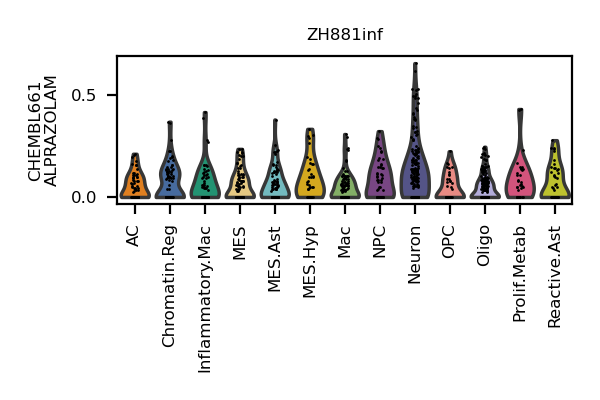 ZH881inf
CHEMBL661
ALPRAZOLAM
0.5
0.0
AC
Chromatin.Reg
Inflammatory.Mac
MES
MES.Ast
MES.Hyp
Mac
NPC
Neuron
OPC
Oligo
Prolif.Metab
Reactive.Ast